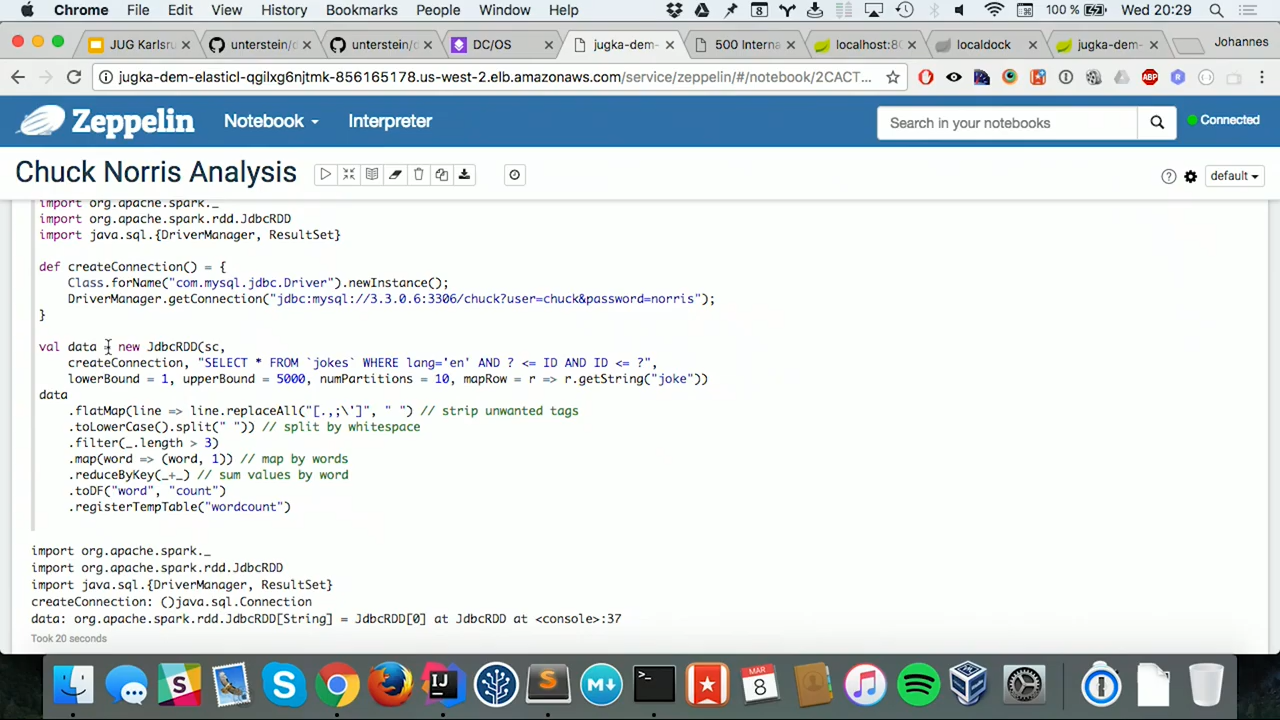 Chrome File Edit View History Bookmarks People Window Help 8 100 % Wed 20:29
JUG Karlsru unterstein/d unterstein/d DC/OS jugka-dem- 500 Interna localhost:8 localdock jugka-dem- Johannes
jugka-dem-elasticl-qgilxg6njtmk-856165178.us-west-2.elb.amazonaws.com/service/zeppelin/#/notebook/2CACT... ABP
Zeppelin Notebook Interpreter Search in your notebooks Connected
Chuck Norris Analysis default
import org.apache.spark._
import org.apache.spark.rdd.JdbcRDD
import java.sql.{DriverManager, ResultSet}
def createConnection() = {
Class.forName("com.mysql.jdbc.Driver").newInstance();
DriverManager.getConnection("jdbc:mysql://3.3.0.6:3306/chuck?user=chuck&password=norris");
}
val data = new JdbcRDD(sc,
createConnection, "SELECT * FROM `jokes` WHERE lang='en' AND ? <= ID AND ID <= ?",
lowerBound = 1, upperBound = 5000, numPartitions = 10, mapRow = r => r.getString("joke"))
data
.flatMap(line => line.replaceAll("[.,;\']", " ") // strip unwanted tags
.toLowerCase().split(" ")) // split by whitespace
.filter(_.length > 3)
.map(word => (word, 1)) // map by words
.reduceByKey(_+_) // sum values by word
.toDF("word", "count")
.registerTempTable("wordcount")
import org.apache.spark._
import org.apache.spark.rdd.JdbcRDD
import java.sql.{DriverManager, ResultSet}
createConnection: ()java.sql.Connection
data: org.apache.spark.rdd.JdbcRDD[String] = JdbcRDD[0] at JdbcRDD at <console>:37
Took 20 seconds
MAR
8